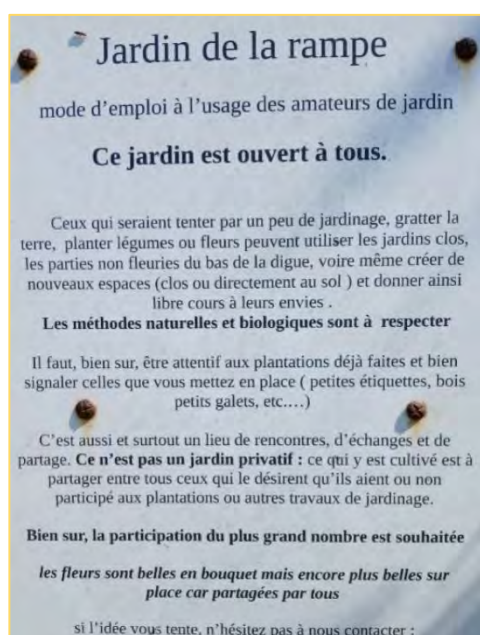 Jardin de la rampe
mode d’emploi à l’usage des amateurs de jardin
Ce jardin est ouvert à tous.
Ceux qui seraient tenter par un peu de jardinage, gratter la
terre, planter légumes ou fleurs peuvent utiliser les jardins clos,
les parties non fleuries du bas de la digue, voire même créer de
nouveaux espaces (clos ou directement au sol ) et donner ainsi
libre cours à leurs envies .
Les méthodes naturelles et biologiques sont à respecter
Il faut, bien sur, être attentif aux plantations déjà faites et bien
signaler celles que vous mettez en place ( petites étiquettes, bois
petits galets, etc.…)
C’est aussi et surtout un lieu de rencontres, d’échanges et de
partage. Ce n’est pas un jardin privatif : ce qui y est cultivé est à
partager entre tous ceux qui le désirent qu’ils aient ou non
participé aux plantations ou autres travaux de jardinage.
Bien sur, la participation du plus grand nombre est souhaitée
les fleurs sont belles en bouquet mais encore plus belles sur
place car partagées par tous
si l’idée vous tente, n’hésitez pas à nous contacter :